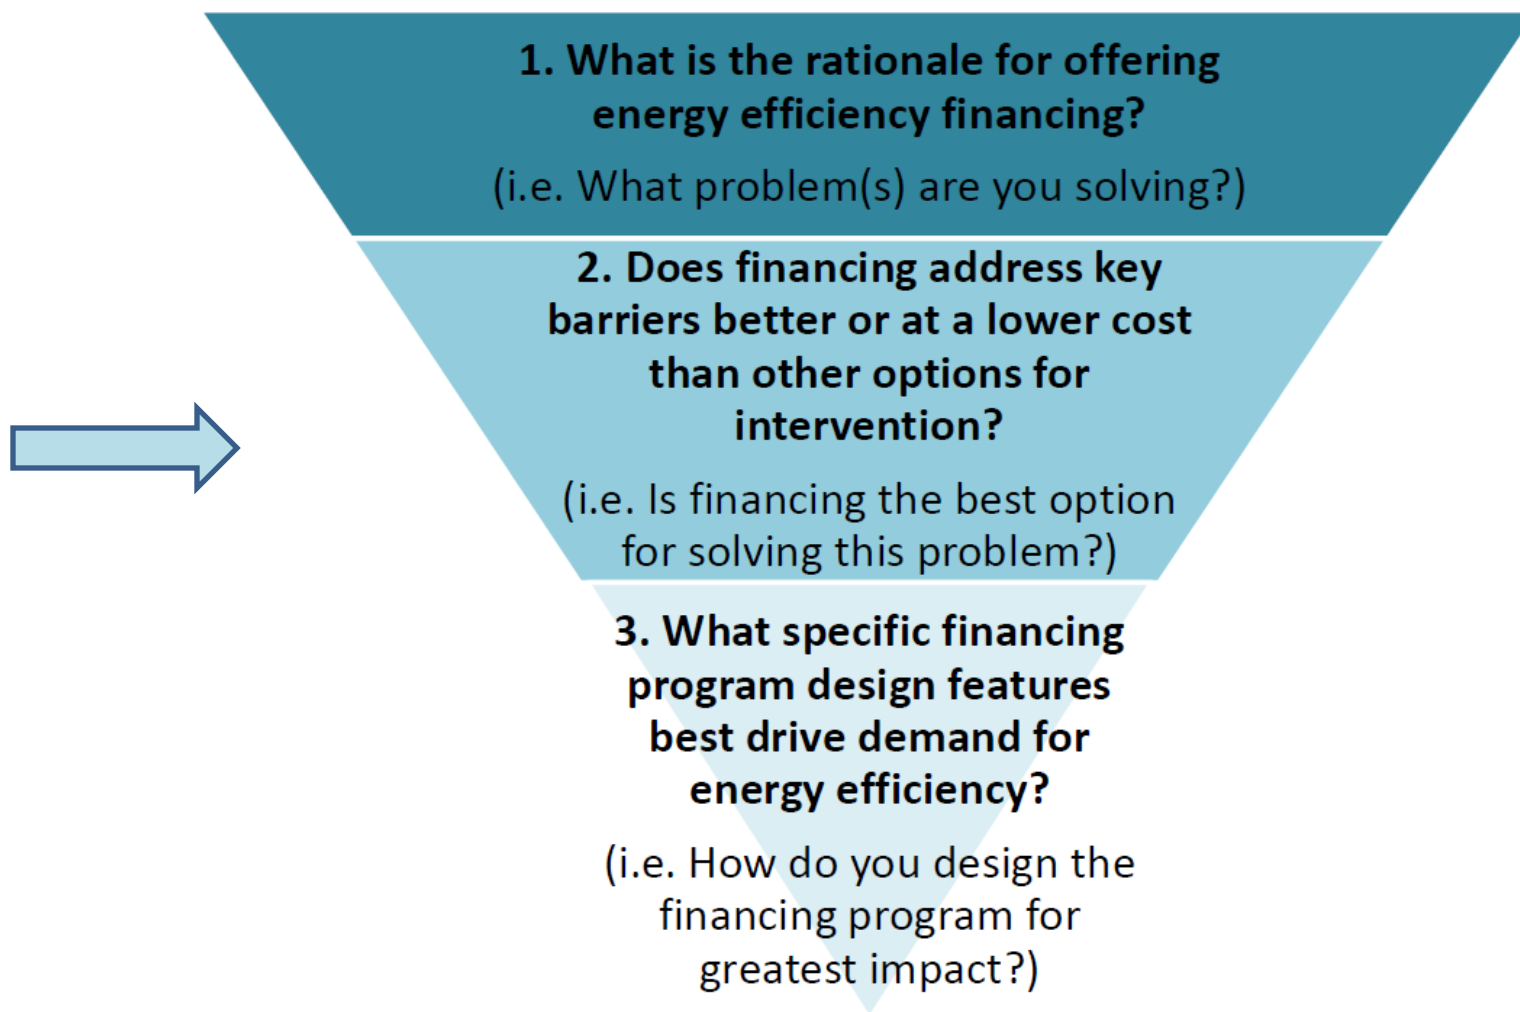 1. What is the rationale for offering
energy efficiency financing?
(i.e. What problem(s) are you solving?)
2. Does financing address key
barriers better or at a lower cost
than other options for
intervention?
(i.e. Is financing the best option
for solving this problem?)
3. What specific financing
program design features
best drive demand for
energy efficiency?
(i.e. How do you design the
financing program for
greatest impact?)